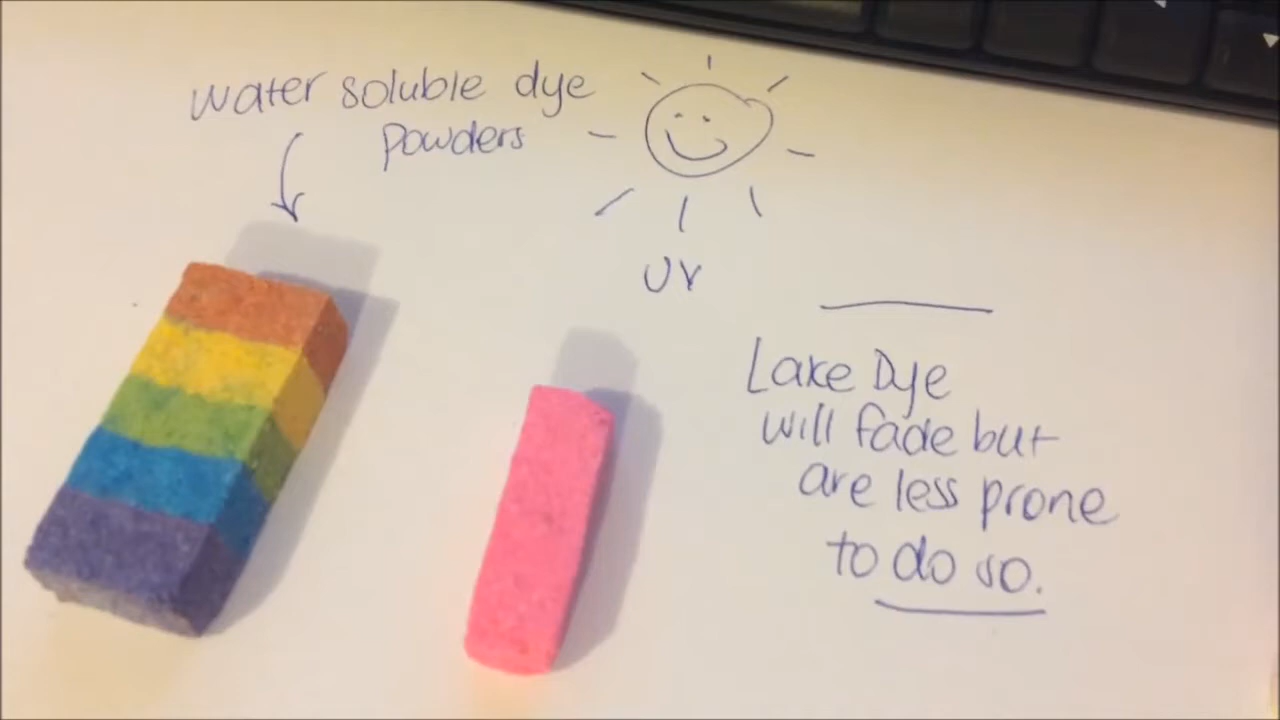 water soluble dye
powders
UV
Lake Dye
will fade but
are less prone
to do so.